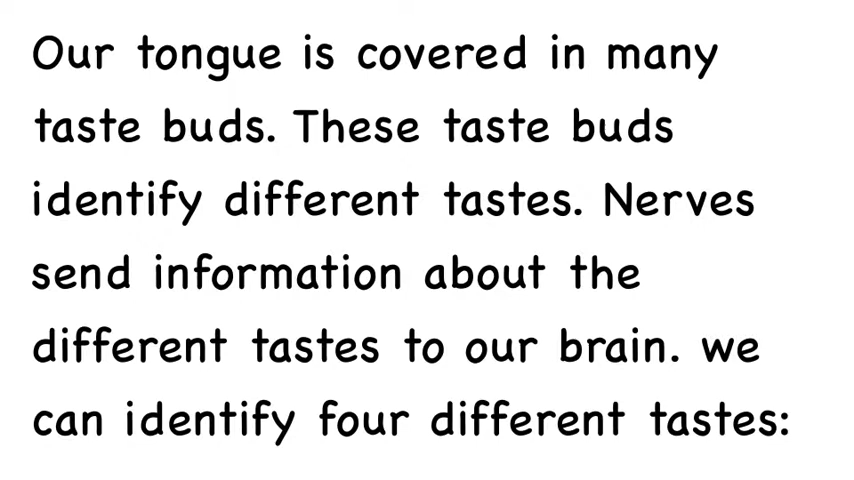 Our tongue is covered in many
taste buds. These taste buds
identify different tastes. Nerves
send information about the
different tastes to our brain. we
can identify four different tastes: